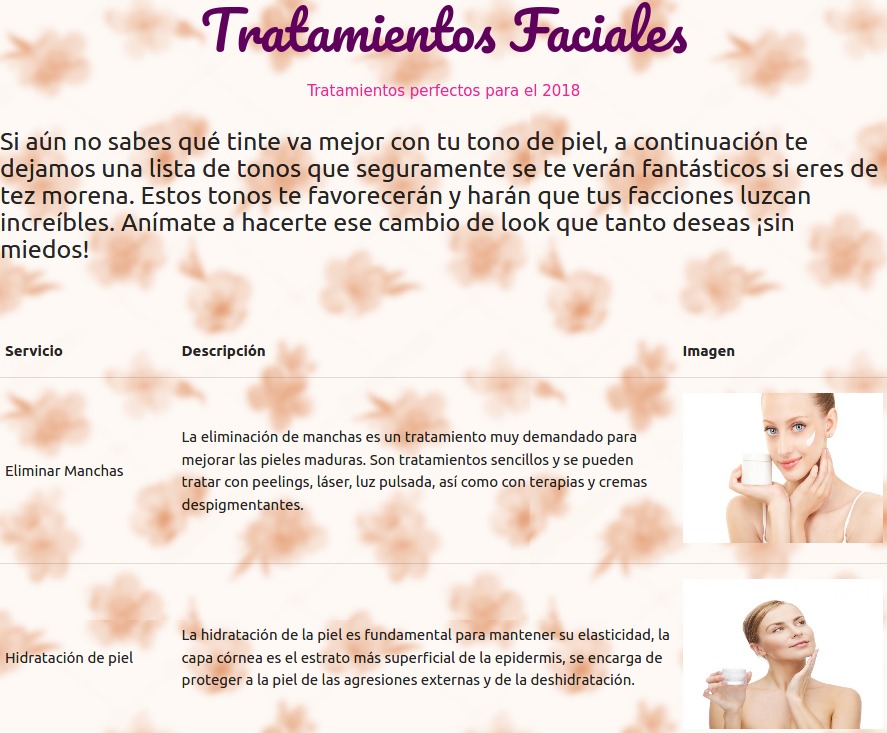 Tratamientos Faciales
Tratamientos perfectos para el 2018
Si aún no sabes qué tinte va mejor con tu tono de piel, a continuación te
dejamos una lista de tonos que seguramente se te verán fantásticos si eres de
tez morena. Estos tonos te favorecerán y harán que tus facciones luzcan
increíbles. Anímate a hacerte ese cambio de look que tanto deseas ¡sin
miedos!
Servicio Descripción Imagen
Eliminar Manchas
La eliminación de manchas es un tratamiento muy demandado para
mejorar las pieles maduras. Son tratamientos sencillos y se pueden
tratar con peelings, láser, luz pulsada, así como con terapias y cremas
despigmentantes.
Hidratación de piel
La hidratación de la piel es fundamental para mantener su elasticidad, la
capa córnea es el estrato más superficial de la epidermis, se encarga de
proteger a la piel de las agresiones externas y de la deshidratación.